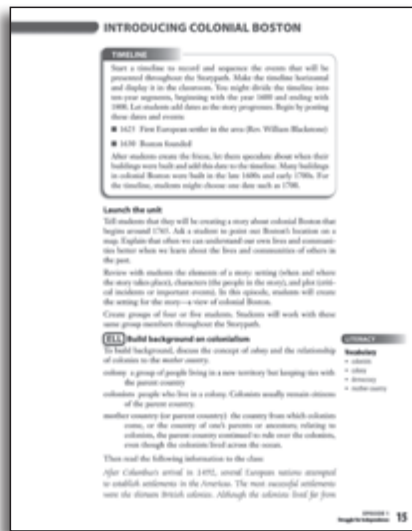 INTRODUCING COLONIAL BOSTON
TIMELINE
Start a timeline to record and sequence the events that will be
presented throughout the Storypath. Make the timeline horizontal
and display it in the classroom. You might divide the timeline into
ten-year segments, beginning with the year 1600 and ending with
1800. Let students add dates as the story progresses. Begin by posting
these dates and events:
■ 1623 First European settler in the area (Rev. William Blackstone)
■ 1630 Boston founded
After students create the frieze, let them speculate about when their
buildings were built and add this date to the timeline. Many buildings
in colonial Boston were built in the late 1600s and early 1700s. For
the timeline, students might choose one date such as 1700.
Launch the unit
Tell students that they will be creating a story about colonial Boston that
begins around 1765. Ask a student to point out Boston's location on a
map. Explain that often we can understand our own lives and communi-
ties better when we learn about the lives and communities of others in
the past.
Review with students the elements of a story: setting (when and where
the story takes place), characters (the people in the story), and plot (criti-
cal incidents or important events). In this episode, students will create
the setting for the story—a view of colonial Boston.
Create groups of four or five students. Students will work with these
same group members throughout the Storypath.
ELL Build background on colonialism
To build background, discuss the concept of colony and the relationship
of colonies to the mother country.
colony a group of people living in a new territory but keeping ties with
the parent country
colonists people who live in a colony. Colonists usually remain citizens
of the parent country.
mother country (or parent country) the country from which colonists
come, or the country of one's parents or ancestors; relating to
colonies, the parent country continued to rule over the colonies,
even though the colonists lived across the ocean.
Then read the following information to the class:
After Columbus's arrival in 1492, several European nations attempted
to establish settlements in the Americas. The most successful settlements
were the thirteen British colonies. Although the colonists lived far from
LITERACY
Vocabulary
• colonists
• colony
• democracy
• mother country
EPISODE 1
Struggle for Independence 15